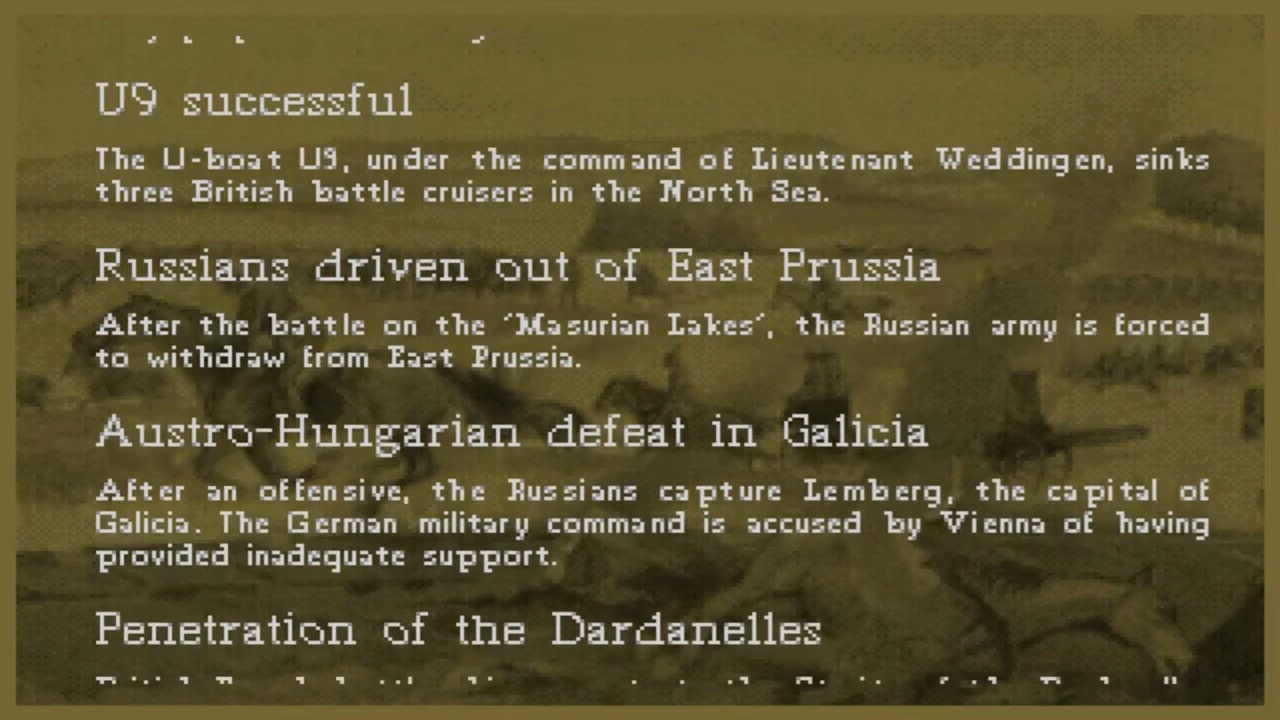 U9 successful
The U-boat U9, under the command of Lieutenant Weddingen, sinks
three British battle cruisers in the North Sea.
Russians driven out of East Prussia
After the battle on the ´Masurian Lakes´, the Russian army is forced
to withdraw from East Prussia.
Austro-Hungarian defeat in Galicia
After an offensive, the Russians capture Lemberg, the capital of
Galicia. The German military command is accused by Vienna of having
provided inadequate support.
Penetration of the Dardanelles